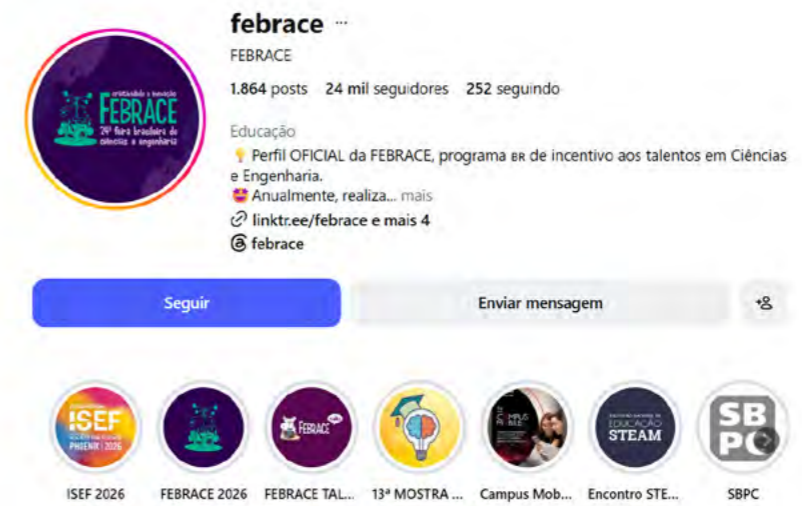 febrace ...
FEBRACE
1.864 posts 24 mil seguidores 252 seguindo
Educação
Perfil OFICIAL da FEBRACE, programa BR de incentivo aos talentos em Ciências
e Engenharia.
Anualmente, realiza... mais
linktr.ee/febrace e mais 4
febrace
FEBRACE
24ª feira brasileira de
ciências e engenharia
Seguir
Enviar mensagem
ISEF
PHOENIX | 2026
FEBRACE
EDUCAÇÃO
STEAM
SB
PC
ISEF 2026
FEBRACE 2026
FEBRACE TAL...
13ª MOSTRA ...
Campus Mob...
Encontro STE...
SBPC